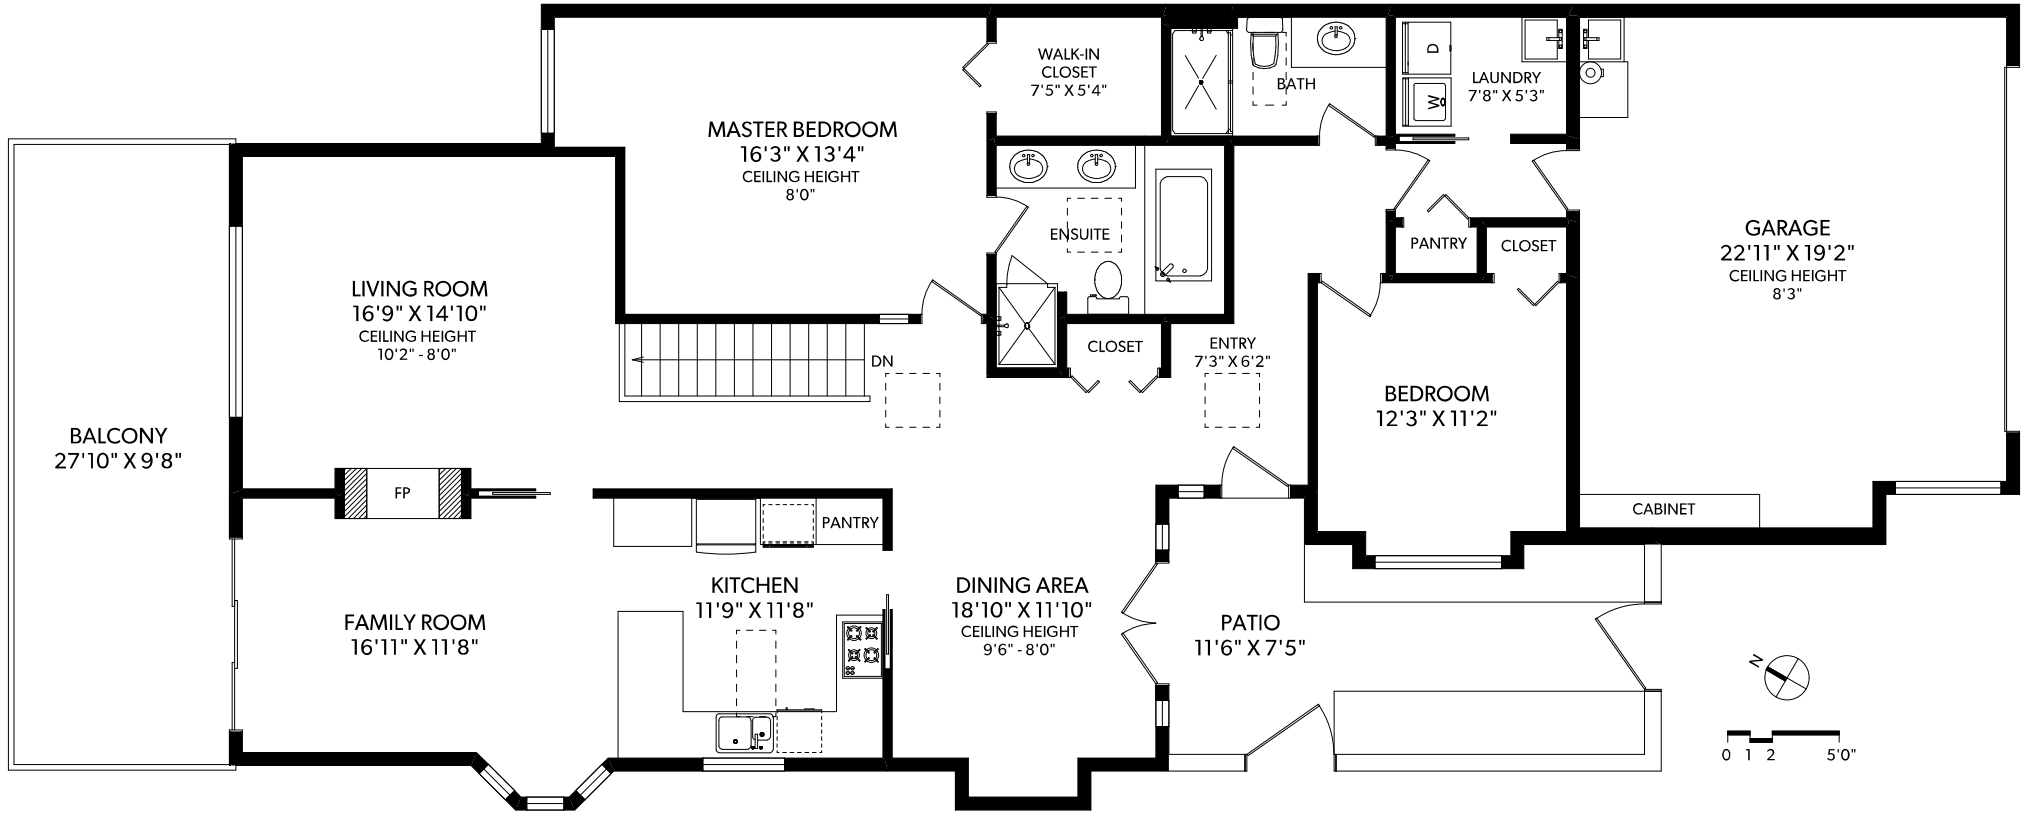 WALK-IN
CLOSET
7'5" X 5'4"
BATH
D
W
LAUNDRY
7'8" X 5'3"
MASTER BEDROOM
16'3" X 13'4"
CEILING HEIGHT
8'0"
ENSUITE
PANTRY
CLOSET
GARAGE
22'11" X 19'2"
CEILING HEIGHT
8'3"
LIVING ROOM
16'9" X 14'10"
CEILING HEIGHT
10'2" - 8'0"
DN
CLOSET
ENTRY
7'3" X 6'2"
BEDROOM
12'3" X 11'2"
BALCONY
27'10" X 9'8"
FP
PANTRY
CABINET
KITCHEN
11'9" X 11'8"
DINING AREA
18'10" X 11'10"
CEILING HEIGHT
9'6" - 8'0"
FAMILY ROOM
16'11" X 11'8"
PATIO
11'6" X 7'5"
N
0 1 2 5'0"